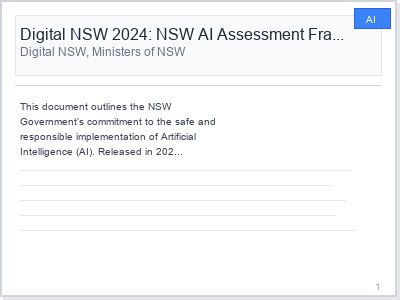 AI
Digital NSW 2024: NSW AI Assessment Fra...
Digital NSW, Ministers of NSW
This document outlines the NSW
Government's commitment to the safe and
responsible implementation of Artificial
Intelligence (AI). Released in 202...
1